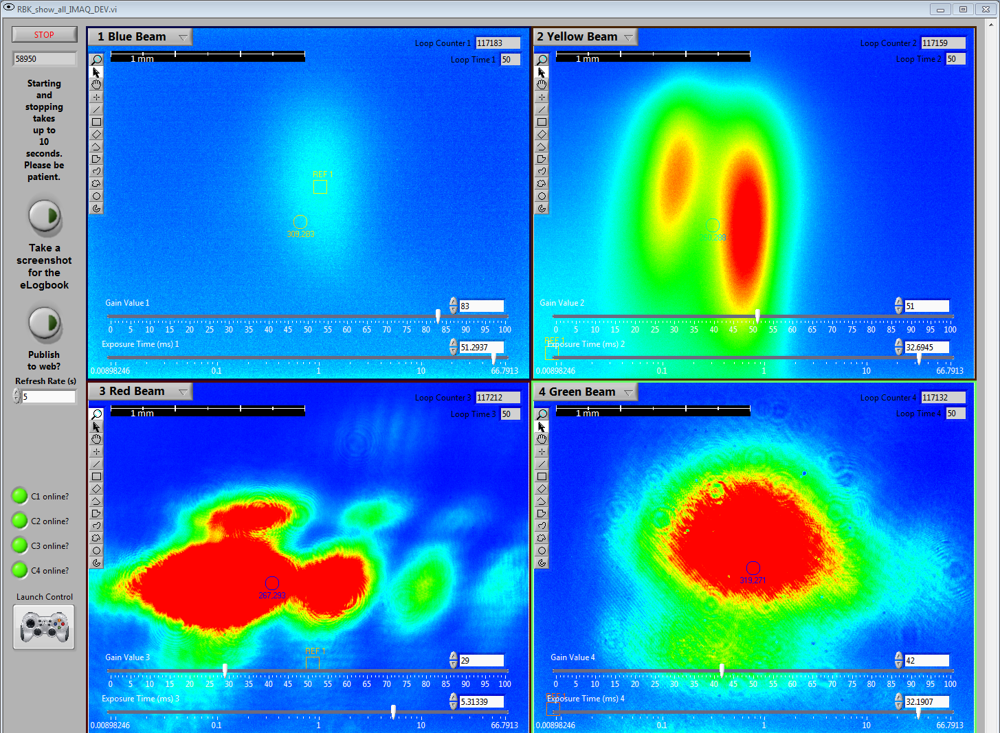 RBK_show_all_IMAQ_DEV.vi
STOP
58950
Starting
and
stopping
takes
up to
10
seconds.
Please be
patient.
Take a
screenshot
for the
eLogbook
Publish
to web?
Refresh Rate (s)
5
C1 online?
C2 online?
C3 online?
C4 online?
Launch Control
1 Blue Beam
Loop Counter 1 117183
1 mm
Loop Time 1 50
REF 1
309,283
Gain Value 1
83
0 5 10 15 20 25 30 35 40 45 50 55 60 65 70 75 80 85 90 95 100
Exposure Time (ms) 1
51.2937
0.00898246 0.1 1 10 66.7913
2 Yellow Beam
Loop Counter 2 117159
1 mm
Loop Time 2 50
Gain Value 2
51
0 5 10 15 20 25 30 35 40 45 50 55 60 65 70 75 80 85 90 95 100
Exposure Time (ms) 2
32.6945
0.00898246 0.1 1 10 66.7913
3 Red Beam
Loop Counter 3 117212
1 mm
Loop Time 3 50
267,293
REF 1
Gain Value 3
29
0 5 10 15 20 25 30 35 40 45 50 55 60 65 70 75 80 85 90 95 100
Exposure Time (ms) 3
5.31339
0.00898246 0.1 1 10 66.7913
4 Green Beam
Loop Counter 4 117132
1 mm
Loop Time 4 50
319,271
Gain Value 4
42
0 5 10 15 20 25 30 35 40 45 50 55 60 65 70 75 80 85 90 95 100
Exposure Time (ms) 4
32.1907
0.00898246 0.1 1 10 66.7913